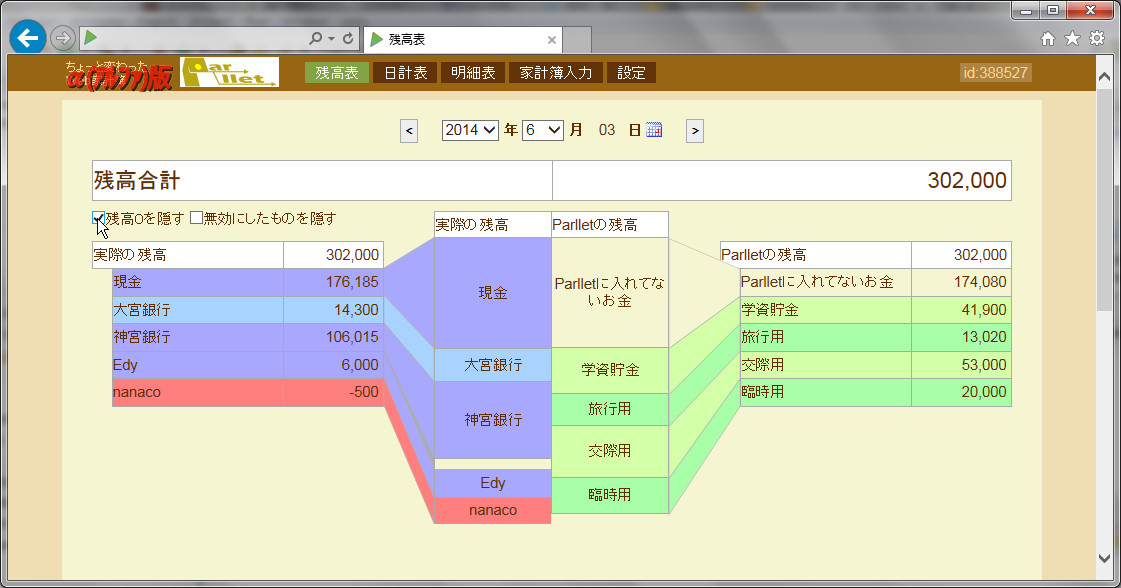 残高表
ちょっと変わった
α(アルファ)版
Parllet
残高表 日計表 明細表 家計簿入力 設定
id:388527
< 2014 年 6 月 03 日 >
残高合計 302,000
残高0を隠す 無効にしたものを隠す
実際の残高 302,000
現金 176,185
大宮銀行 14,300
神宮銀行 106,015
Edy 6,000
nanaco -500
実際の残高 Parlletの残高
現金
大宮銀行
神宮銀行
Edy
nanaco
Parlletに入れてな
いお金
学資貯金
旅行用
交際用
臨時用
Parlletの残高 302,000
Parlletに入れてないお金 174,080
学資貯金 41,900
旅行用 13,020
交際用 53,000
臨時用 20,000